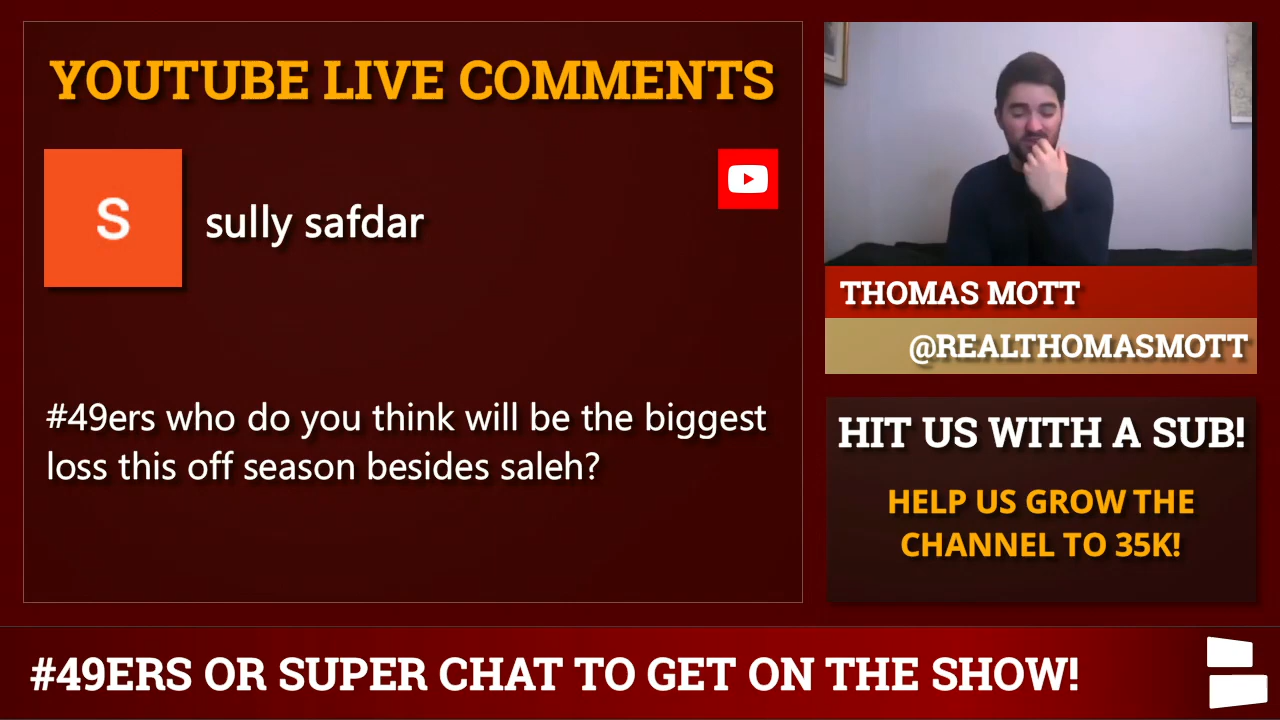 YOUTUBE LIVE COMMENTS
S
sully safdar
#49ers who do you think will be the biggest
loss this off season besides saleh?
THOMAS MOTT
@REALTHOMASMOTT
HIT US WITH A SUB!
HELP US GROW THE
CHANNEL TO 35K!
#49ERS OR SUPER CHAT TO GET ON THE SHOW!